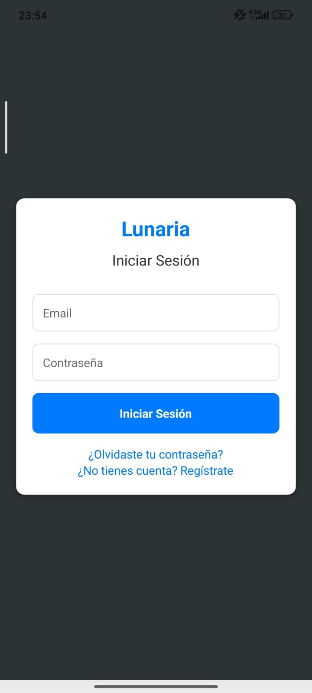 23:54
Lunaria
Iniciar Sesión
Email
Contraseña
Iniciar Sesión
¿Olvidaste tu contraseña?
¿No tienes cuenta? Regístrate